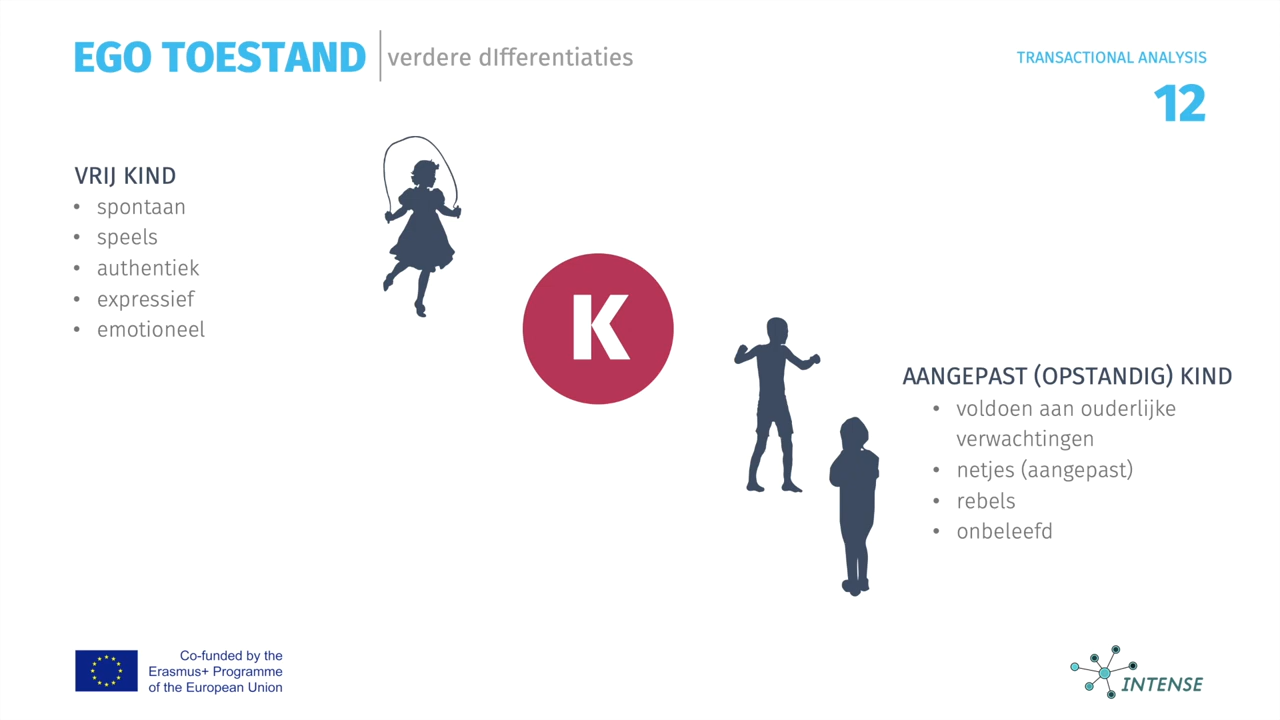 EGO TOESTAND
verdere dIfferentiaties
TRANSACTIONAL ANALYSIS
12
VRIJ KIND
• spontaan
• speels
• authentiek
• expressief
• emotioneel
K
AANGEPAST (OPSTANDIG) KIND
• voldoen aan ouderlijke
verwachtingen
• netjes (aangepast)
• rebels
• onbeleefd
Co-funded by the
Erasmus+ Programme
of the European Union
INTENSE